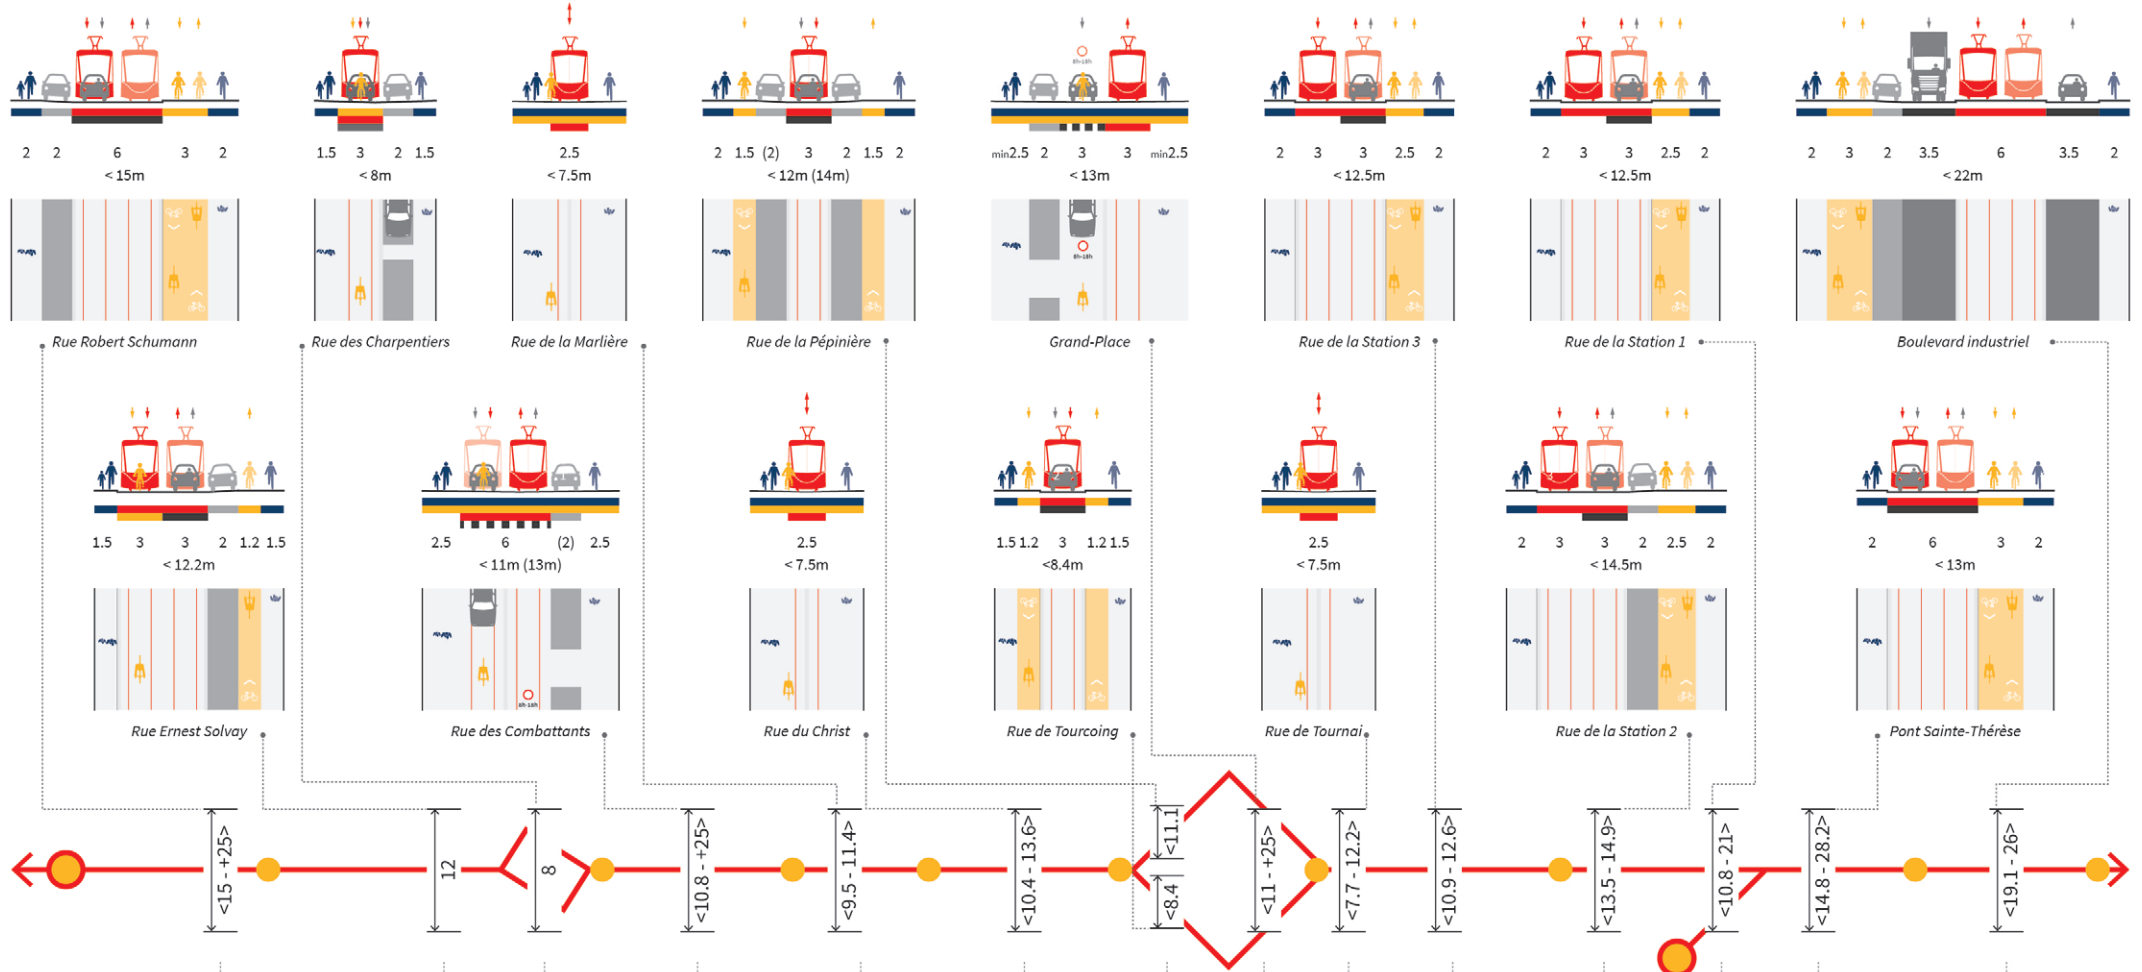 8h-18h
2 2 6 3 2
1.5 3 2 1.5
2.5
2 1.5 (2) 3 2 1.5 2
min2.5 2 3 3 min2.5
2 3 3 2.5 2
2 3 3 2.5 2
2 3 2 3.5 6 3.5 2
< 15m
< 8m
< 7.5m
< 12m (14m)
< 13m
< 12.5m
< 12.5m
< 22m
8h-18h
Rue Robert Schumann
Rue des Charpentiers
Rue de la Marlière
Rue de la Pépinière
Grand-Place
Rue de la Station 3
Rue de la Station 1
Boulevard industriel
1.5 3 3 2 1.2 1.5
2.5 6 (2) 2.5
2.5
1.5 1.2 3 1.2 1.5
2.5
2 3 3 2 2.5 2
2 6 3 2
< 12.2m
< 11m (13m)
< 7.5m
<8.4m
< 7.5m
< 14.5m
< 13m
8h-18h
Rue Ernest Solvay
Rue des Combattants
Rue du Christ
Rue de Tourcoing
Rue de Tournai
Rue de la Station 2
Pont Sainte-Thérèse
<15 - +25>
12
8
<10.8 - +25>
<9.5 - 11.4>
<10.4 - 13.6>
<11.1
<8.4
<11 - +25>
<7.7 - 12.2>
<10.9 - 12.6>
<13.5 - 14.9>
<10.8 - 21>
<14.8 - 28.2>
<19.1 - 26>